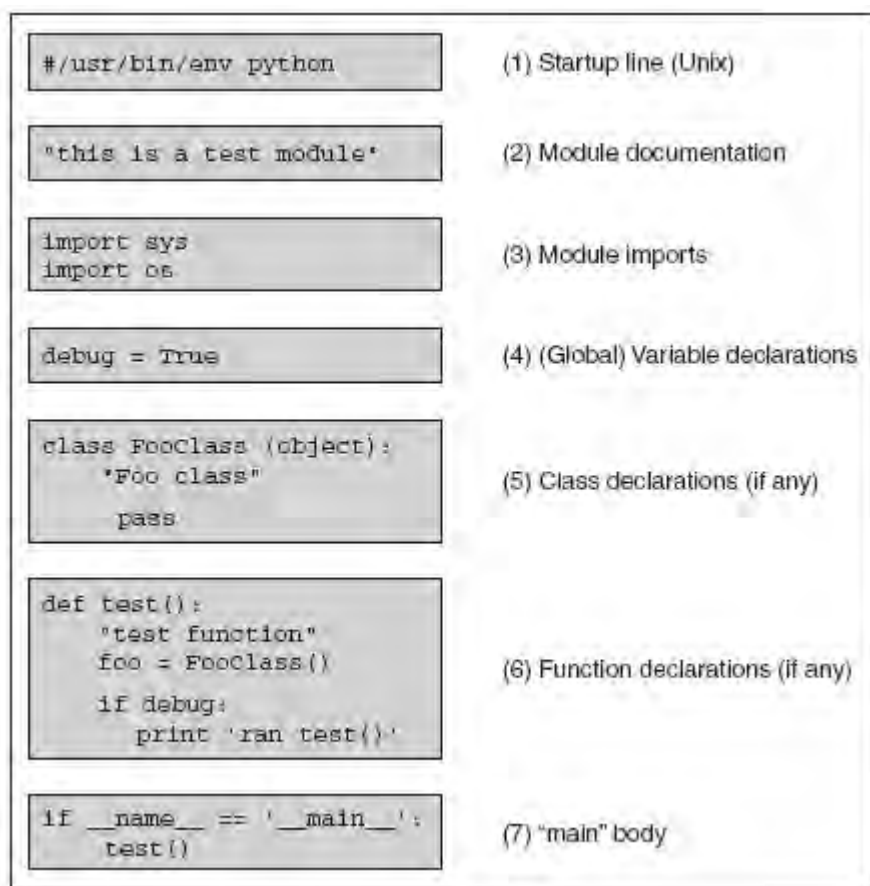 #/usr/bin/env python
(1) Startup line (Unix)
"this is a test module"
(2) Module documentation
import sys
import os
(3) Module imports
debug = True
(4) (Global) Variable declarations
class FooClass (object):
"Foo class"
pass
(5) Class declarations (if any)
def test():
"test function"
foo = FooClass()
if debug:
print 'ran test()'
(6) Function declarations (if any)
if __name__ == '__main__':
test()
(7) “main” body